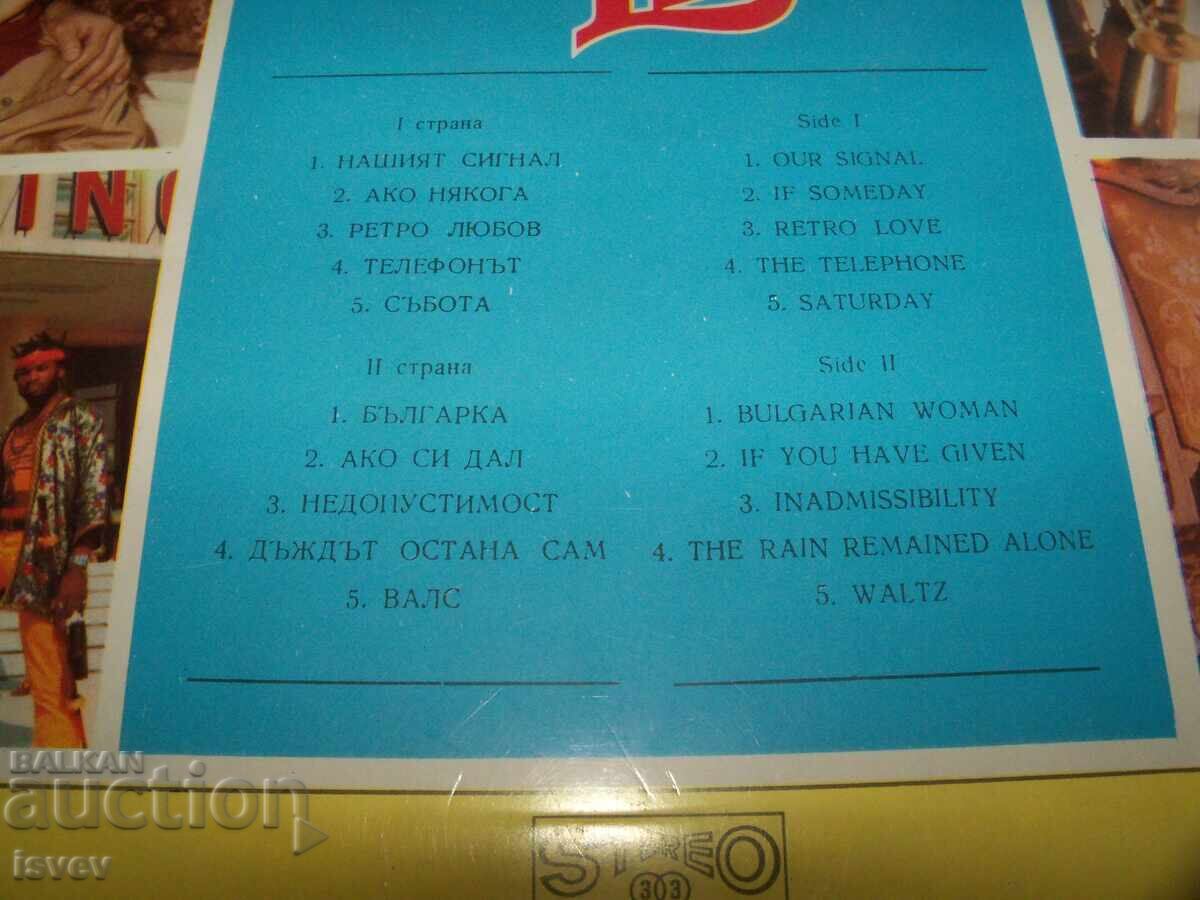 I страна
1. НАШИЯТ СИГНАЛ
2. АКО НЯКОГА
3. РЕТРО ЛЮБОВ
4. ТЕЛЕФОНЪТ
5. СЪБОТА
II страна
1. БЪЛГАРКА
2. АКО СИ ДАЛ
3. НЕДОПУСТИМОСТ
4. ДЪЖДЪТ ОСТАНА САМ
5. ВАЛС
Side I
1. OUR SIGNAL
2. IF SOMEDAY
3. RETRO LOVE
4. THE TELEPHONE
5. SATURDAY
Side II
1. BULGARIAN WOMAN
2. IF YOU HAVE GIVEN
3. INADMISSIBILITY
4. THE RAIN REMAINED ALONE
5. WALTZ
STEREO
33
BALKAN
auction
isvev